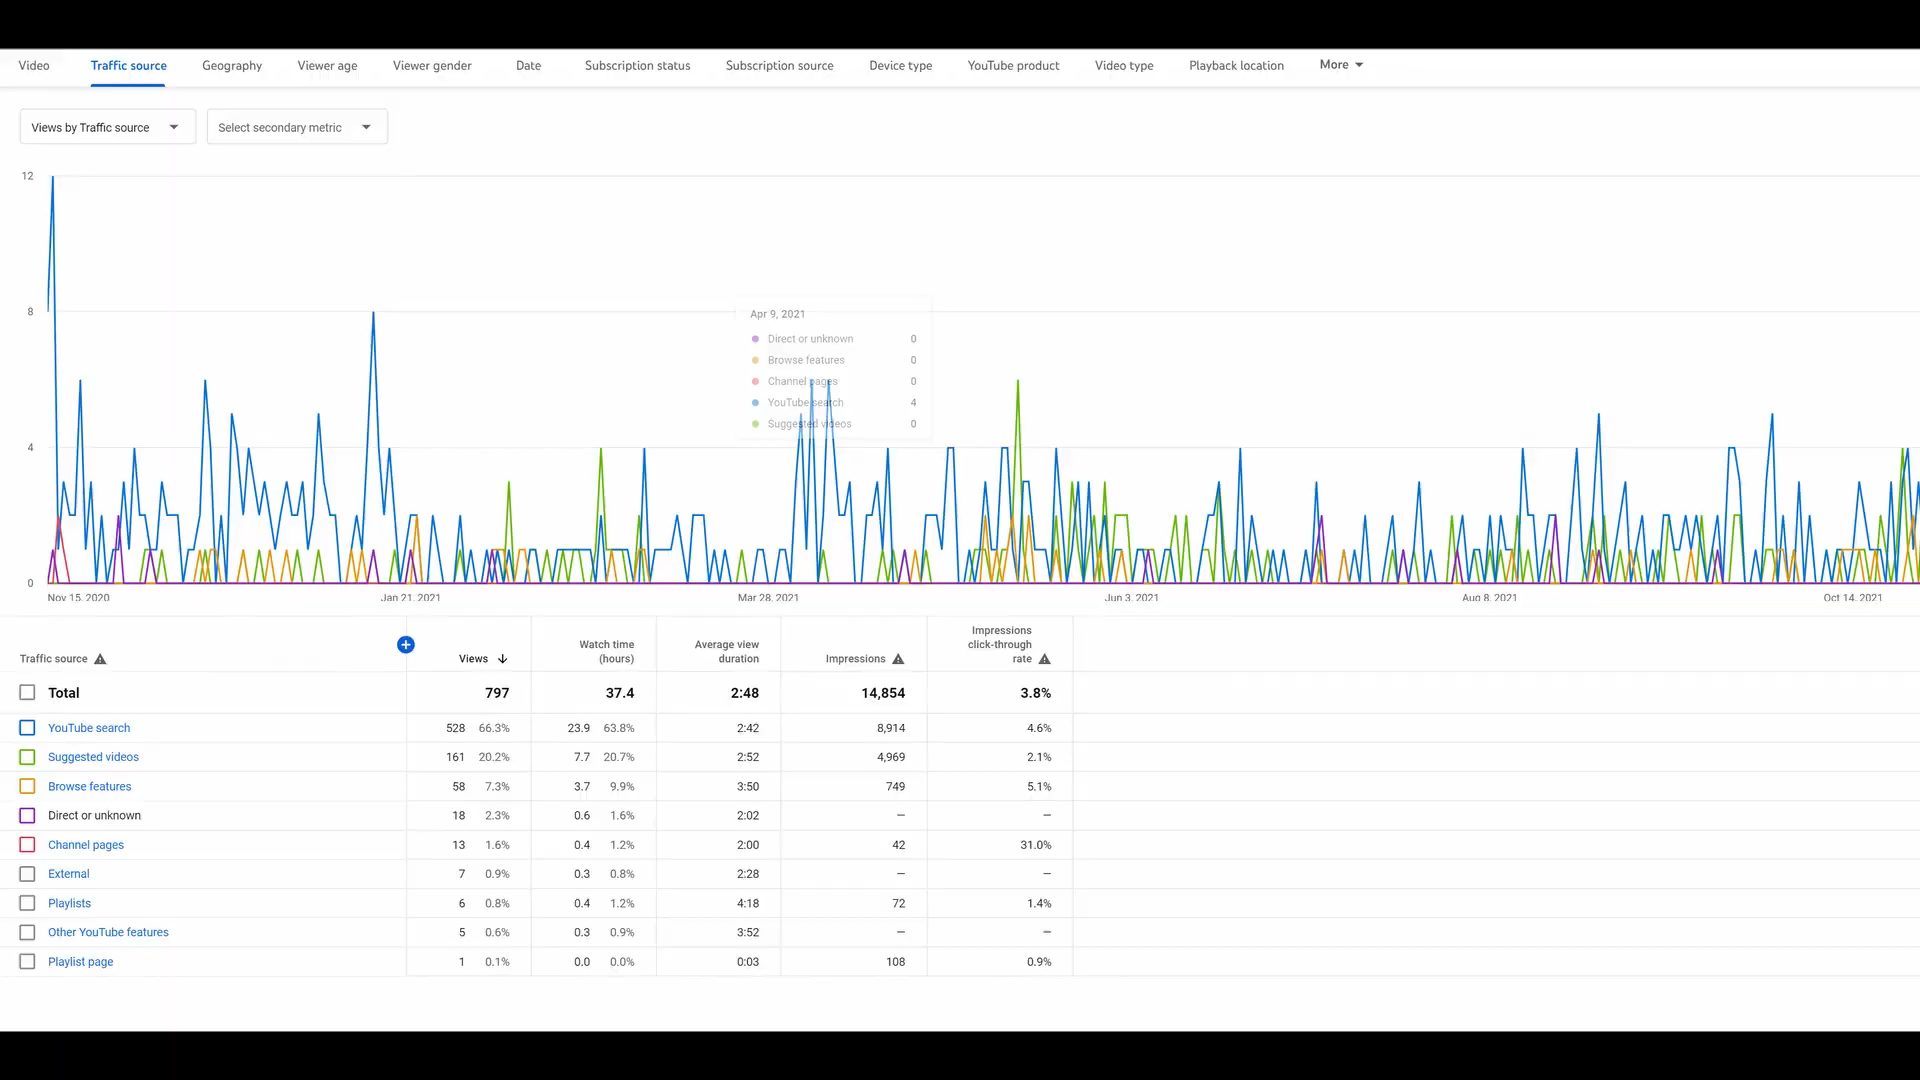 Video Traffic source Geography Viewer age Viewer gender Date Subscription status Subscription source Device type YouTube product Video type Playback location More
Views by Traffic source Select secondary metric
12
8
4
0
Apr 9, 2021
Direct or unknown 0
Browse features 0
Channel pages 0
YouTube search 4
Suggested videos 0
Nov 15, 2020 Jan 21, 2021 Mar 28, 2021 Jun 3, 2021 Aug 8, 2021 Oct 14, 2021
Traffic source Views Watch time (hours) Average view duration Impressions Impressions click-through rate
Total 797 37.4 2:48 14,854 3.8%
YouTube search 528 66.3% 23.9 63.8% 2:42 8,914 4.6%
Suggested videos 161 20.2% 7.7 20.7% 2:52 4,969 2.1%
Browse features 58 7.3% 3.7 9.9% 3:50 749 5.1%
Direct or unknown 18 2.3% 0.6 1.6% 2:02 – –
Channel pages 13 1.6% 0.4 1.2% 2:00 42 31.0%
External 7 0.9% 0.3 0.8% 2:28 – –
Playlists 6 0.8% 0.4 1.2% 4:18 72 1.4%
Other YouTube features 5 0.6% 0.3 0.9% 3:52 – –
Playlist page 1 0.1% 0.0 0.0% 0:03 108 0.9%